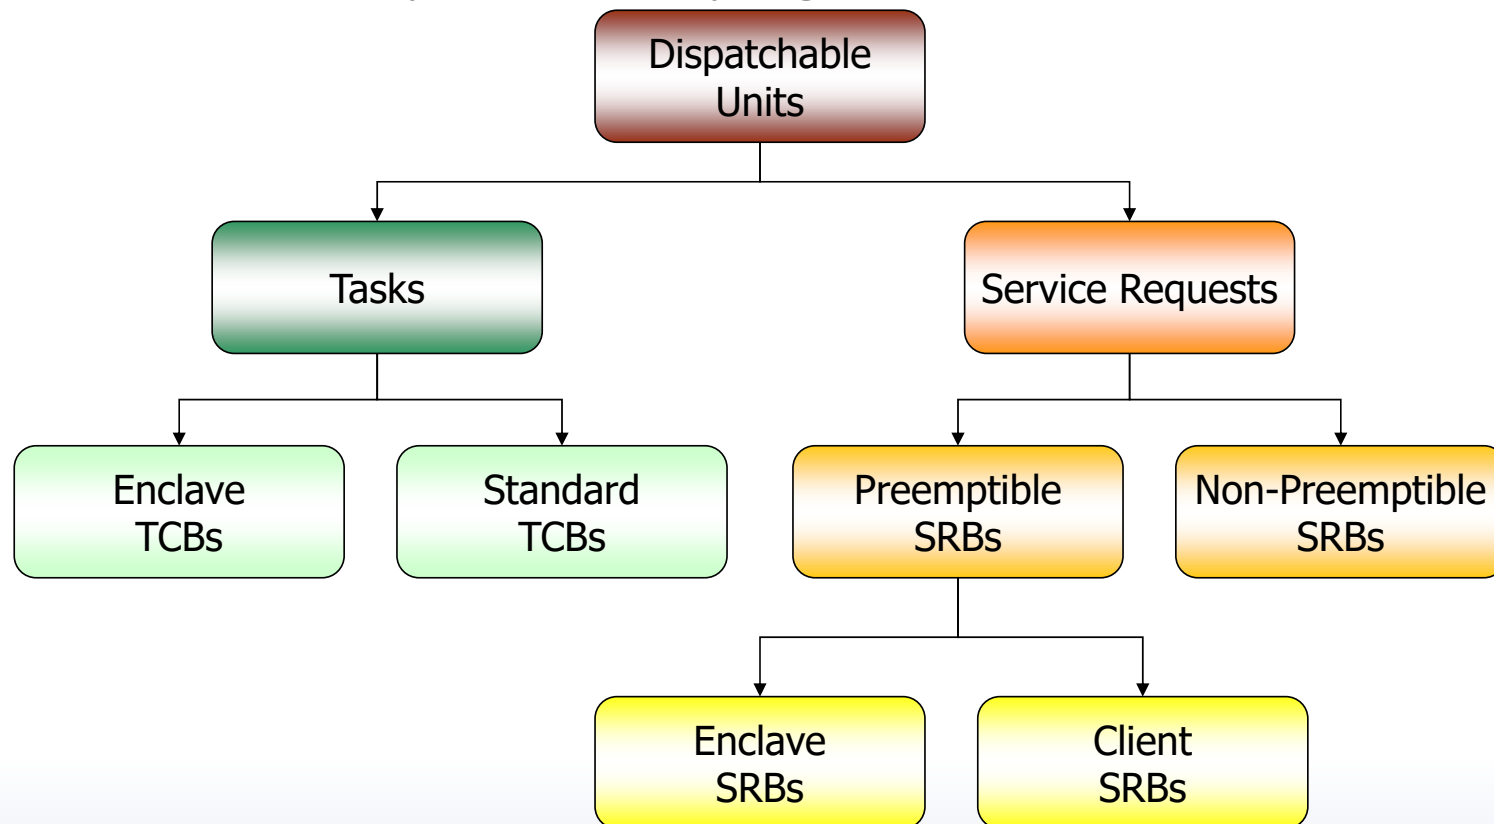 Dispatchable
Units
Tasks
Service Requests
Enclave
TCBs
Standard
TCBs
Preemptible
SRBs
Non-Preemptible
SRBs
Enclave
SRBs
Client
SRBs